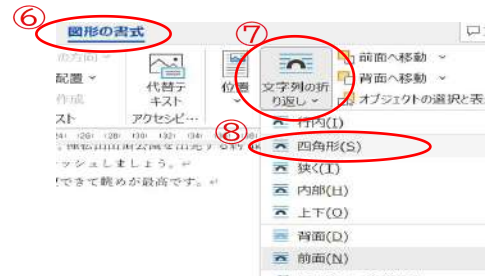 ⑥
図形の書式
⑦
配置
作成
スト
代替テ
キスト
アクセシビ…
位置
文字列の折
り返し
前面へ移動
背面へ移動
オブジェクトの選択と表
⑧
行内(I)
四角形(S)
狭く(T)
内部(H)
上下(O)
背面(D)
前面(N)
ッシュしましょう。
できて眺めが最高です。